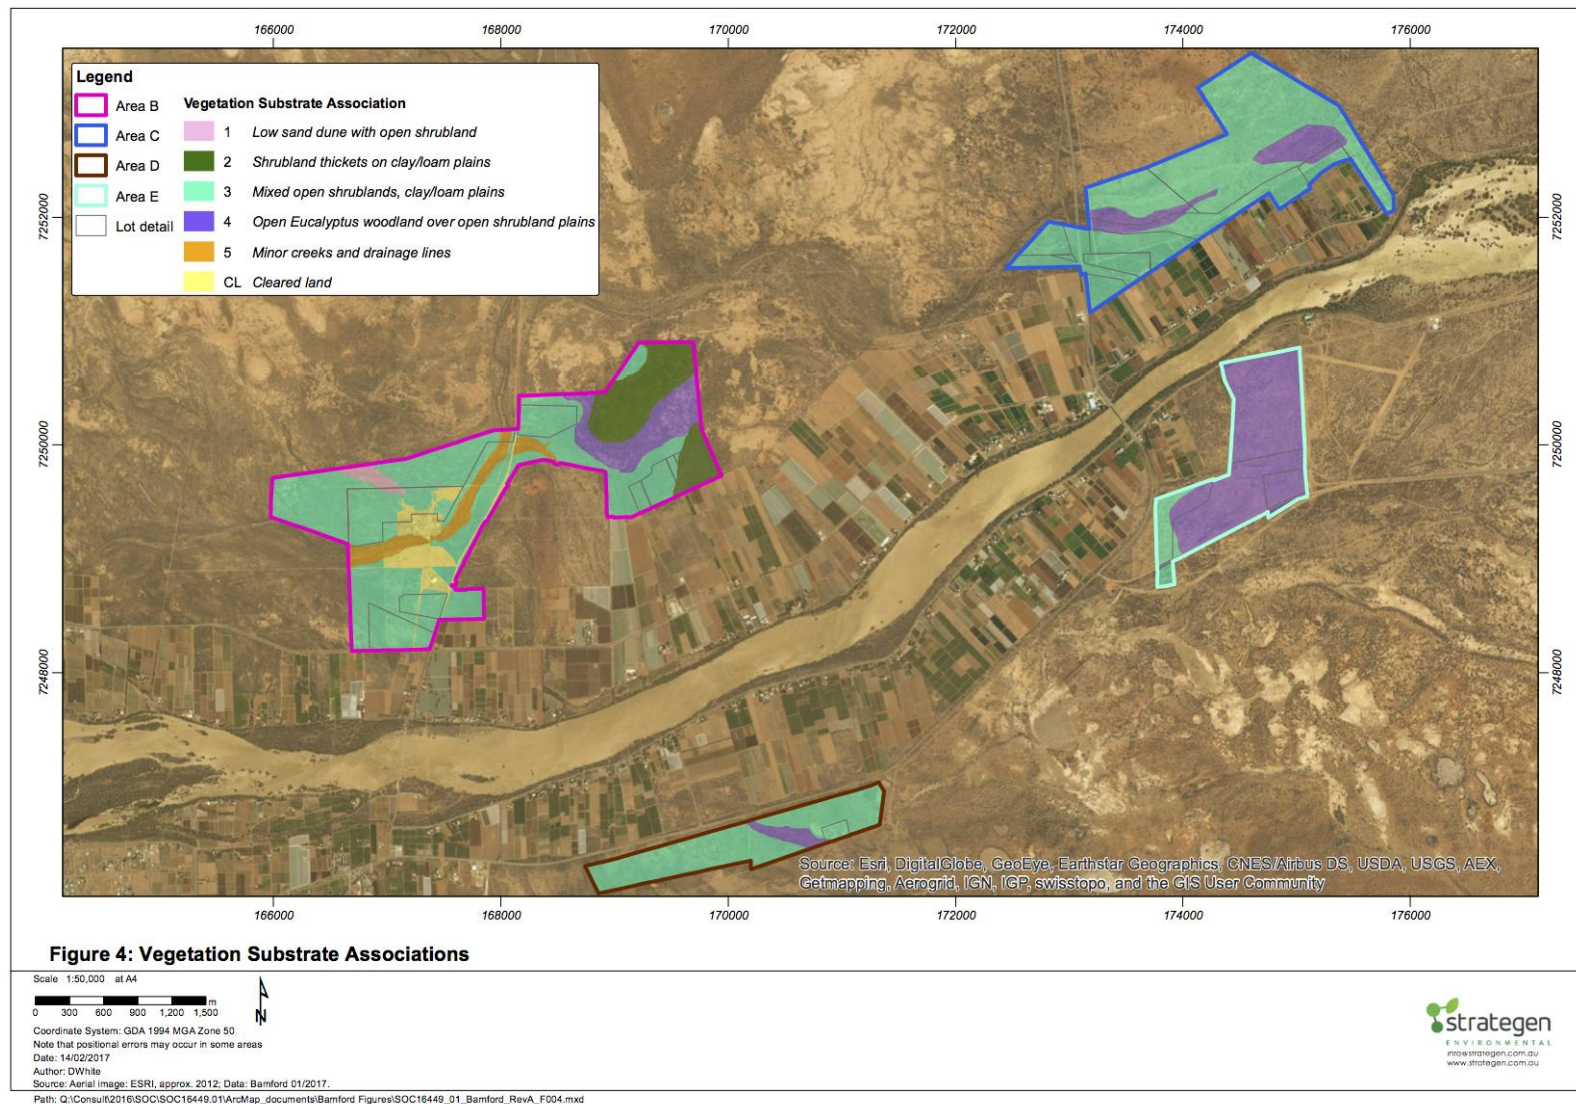 166000 168000 170000 172000 174000 176000
Legend
Area B
Area C
Area D
Area E
Lot detail
Vegetation Substrate Association
1 Low sand dune with open shrubland
2 Shrubland thickets on clay/loam plains
3 Mixed open shrublands, clay/loam plains
4 Open Eucalyptus woodland over open shrubland plains
5 Minor creeks and drainage lines
CL Cleared land
7252000 7252000
7250000 7250000
7248000 7248000
Source: Esri, DigitalGlobe, GeoEye, Earthstar Geographics, CNES/Airbus DS, USDA, USGS, AEX,
Getmapping, Aerogrid, IGN, IGP, swisstopo, and the GIS User Community
166000 168000 170000 172000 174000 176000
Figure 4: Vegetation Substrate Associations
Scale 1:50,000 at A4
m
0 300 600 900 1,200 1,500
N
Coordinate System: GDA 1994 MGA Zone 50
Note that positional errors may occur in some areas
Date: 14/02/2017
Author: DWhite
Source: Aerial image: ESRI, approx. 2012; Data: Bamford 01/2017.
Path: Q:\Consult\2016\SOC\SOC16449.01\ArcMap_documents\Bamford Figures\SOC16449_01_Bamford_RevA_F004.mxd
strategen
ENVIRONMENTAL
info@strategen.com.au
www.strategen.com.au